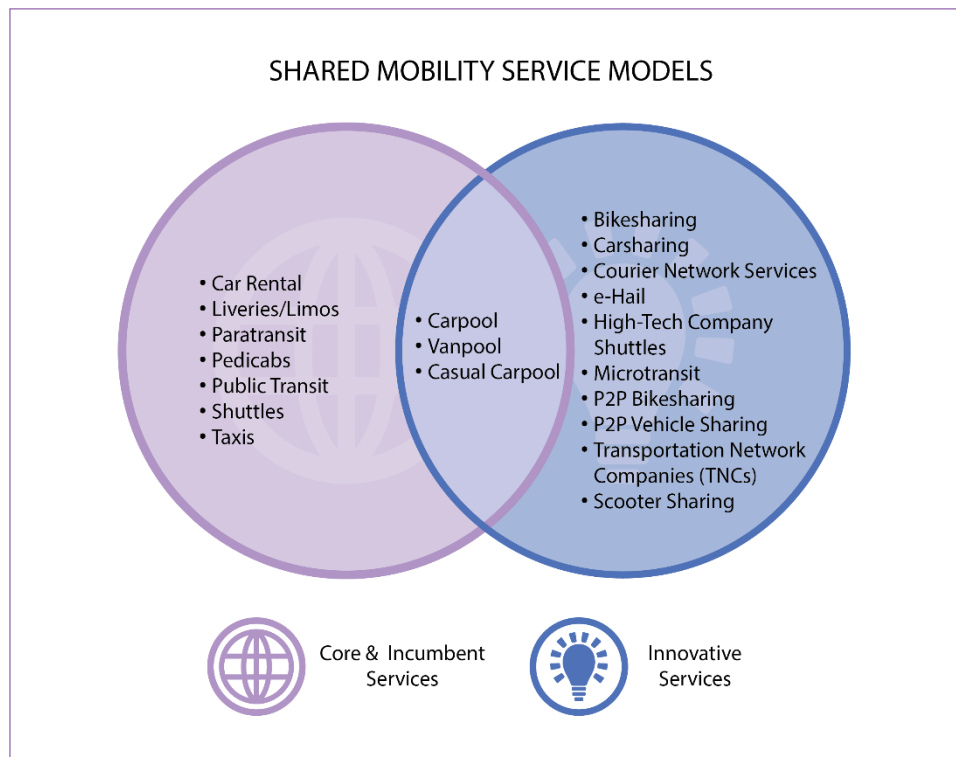 SHARED MOBILITY SERVICE MODELS
• Car Rental
• Liveries/Limos
• Paratransit
• Pedicabs
• Public Transit
• Shuttles
• Taxis
• Carpool
• Vanpool
• Casual Carpool
• Bikesharing
• Carsharing
• Courier Network Services
• e-Hail
• High-Tech Company
Shuttles
• Microtransit
• P2P Bikesharing
• P2P Vehicle Sharing
• Transportation Network
Companies (TNCs)
• Scooter Sharing
Core & Incumbent
Services
Innovative
Services